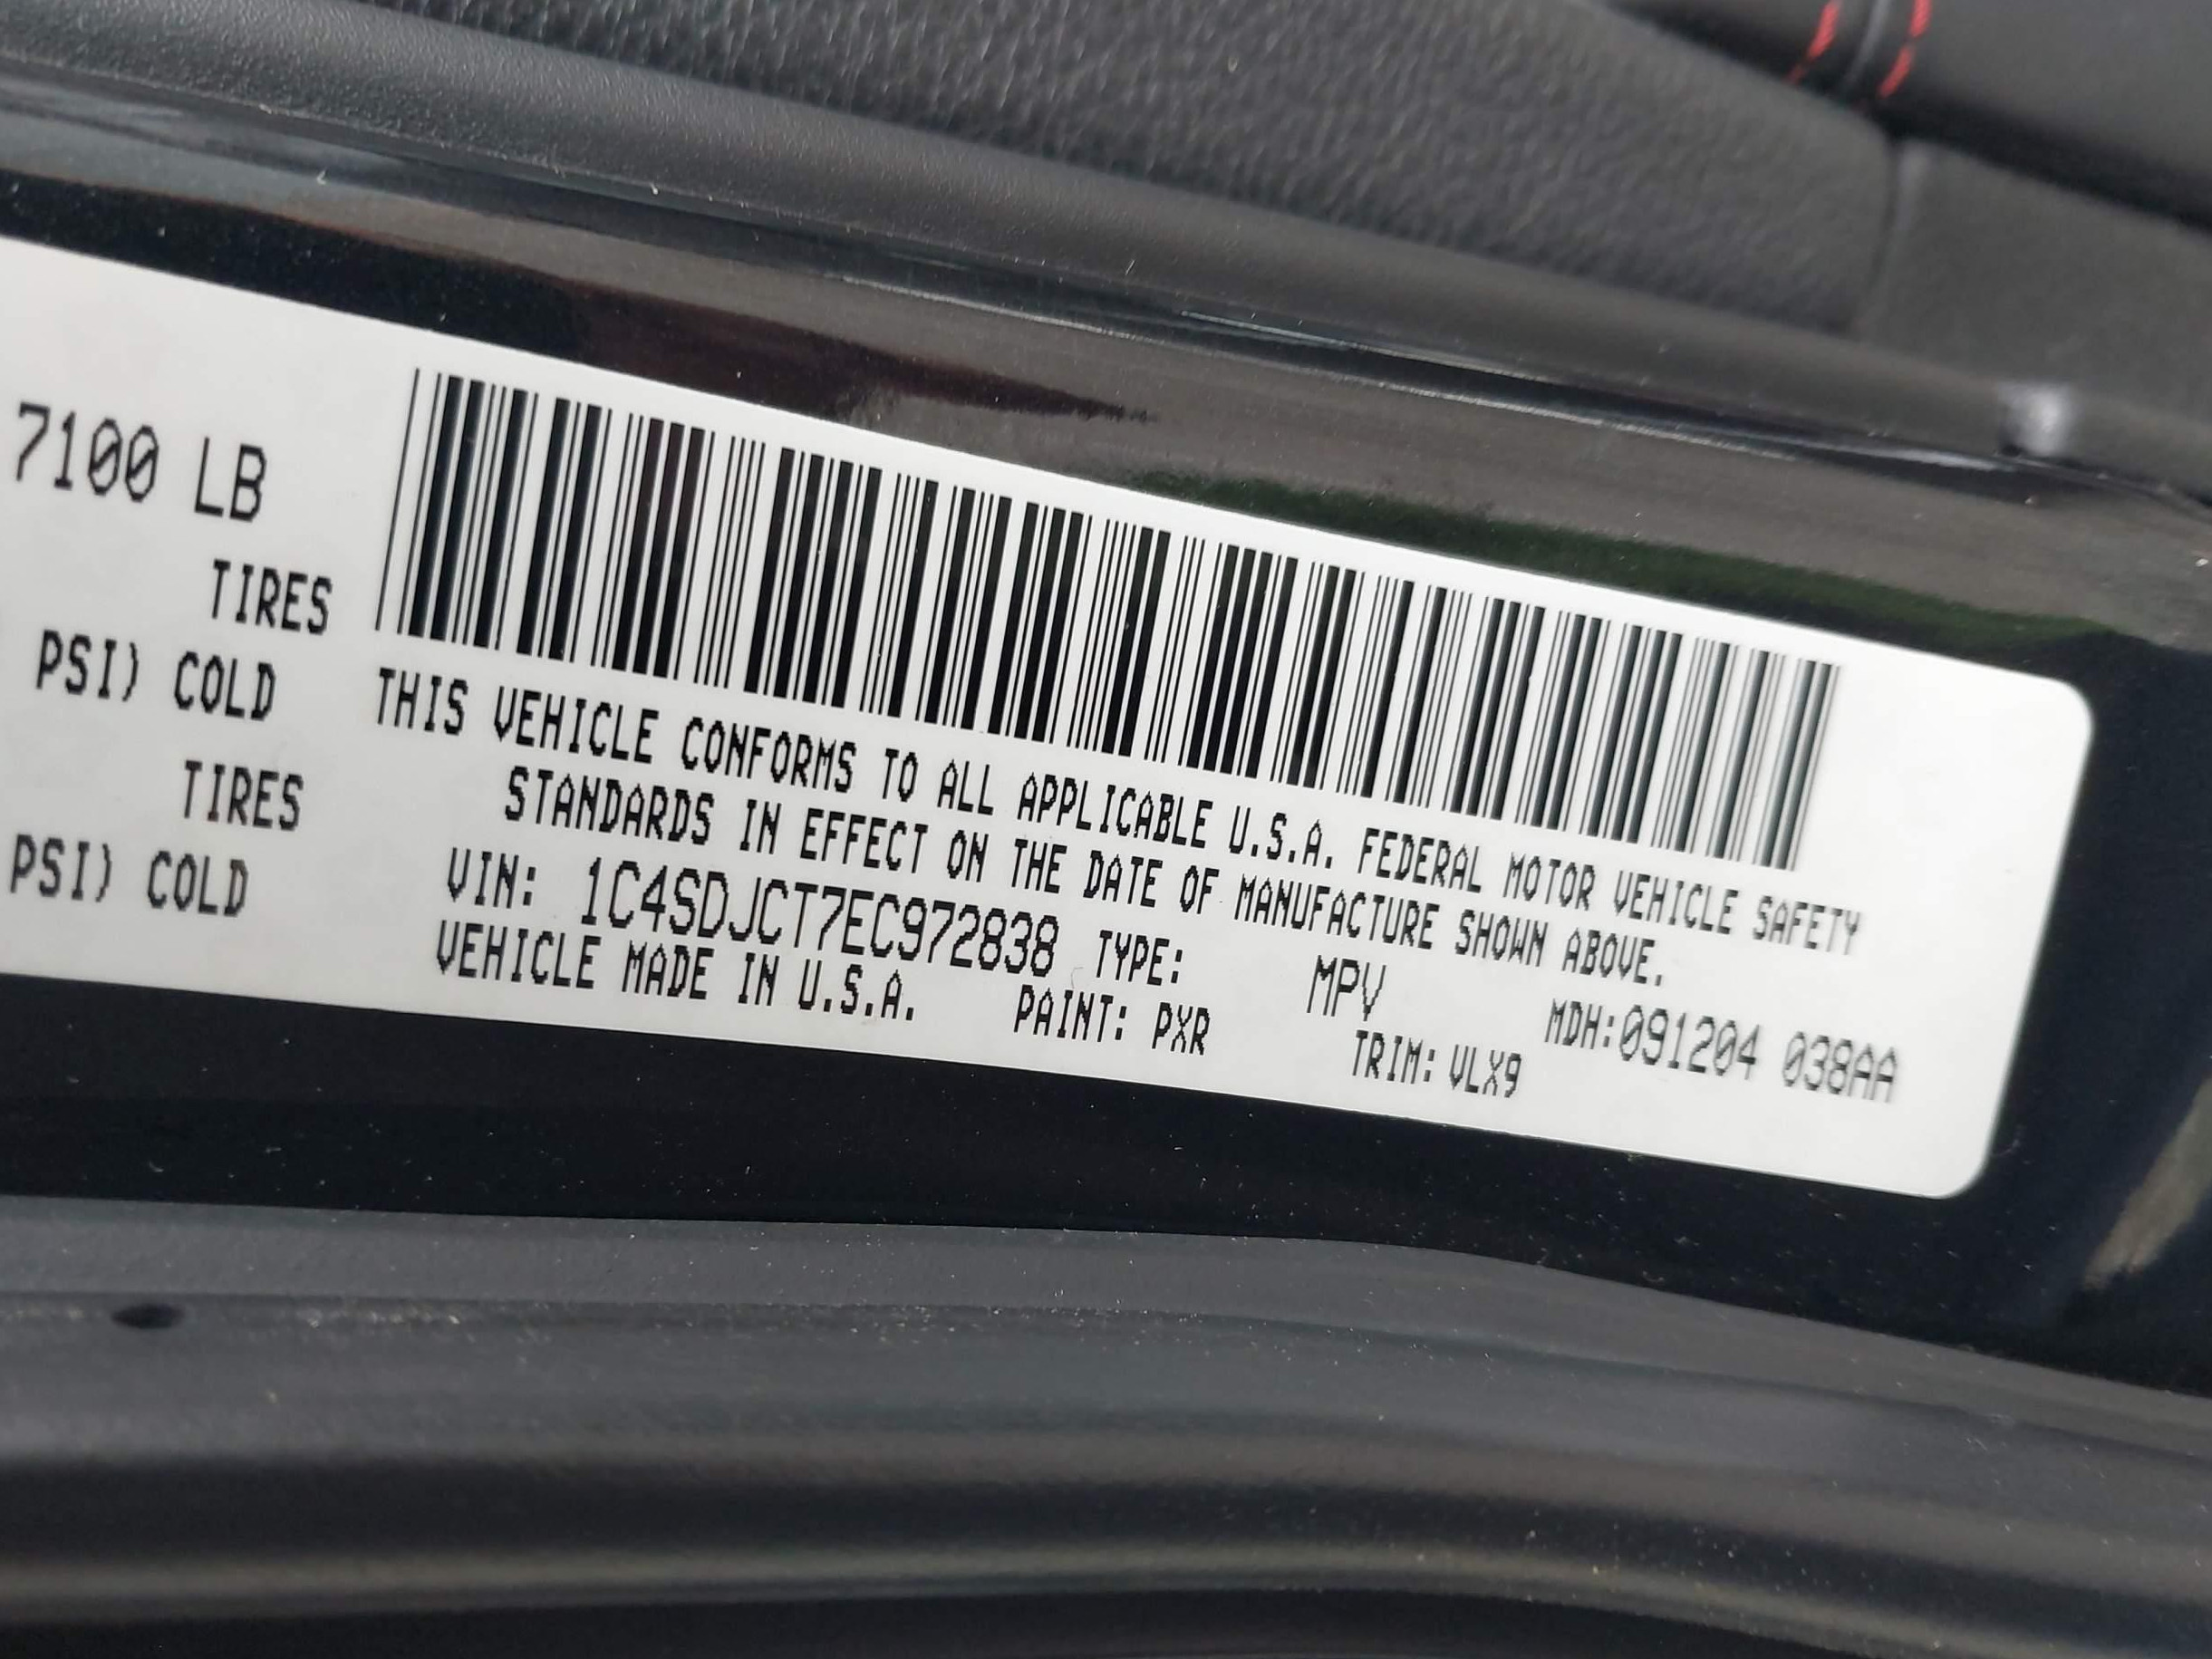 7100 LB
TIRES
PSI) COLD
TIRES
PSI) COLD
THIS VEHICLE CONFORMS TO ALL APPLICABLE U.S.A. FEDERAL MOTOR VEHICLE SAFETY
STANDARDS IN EFFECT ON THE DATE OF MANUFACTURE SHOWN ABOVE.
VIN: 1C4SDJCT7EC972838 TYPE: MPV MDH:091204 038AA
VEHICLE MADE IN U.S.A. PAINT: PXR TRIM: VLX9